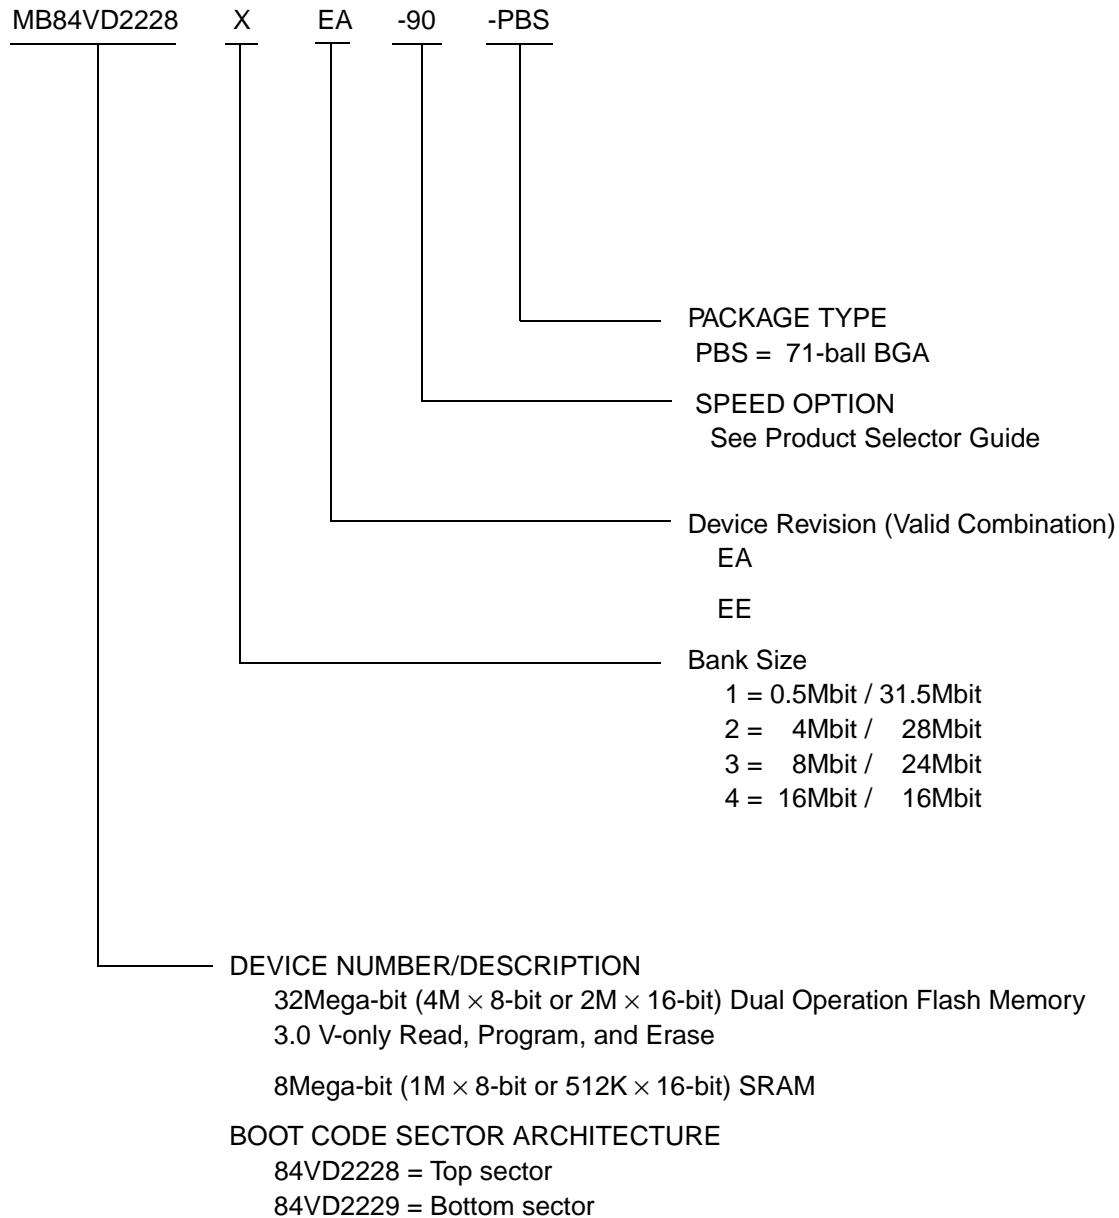 MB84VD2228 X EA -90 -PBS
PACKAGE TYPE
PBS = 71-ball BGA
SPEED OPTION
See Product Selector Guide
Device Revision (Valid Combination)
EA
EE
Bank Size
1 = 0.5Mbit / 31.5Mbit
2 = 4Mbit / 28Mbit
3 = 8Mbit / 24Mbit
4 = 16Mbit / 16Mbit
DEVICE NUMBER/DESCRIPTION
32Mega-bit (4M × 8-bit or 2M × 16-bit) Dual Operation Flash Memory
3.0 V-only Read, Program, and Erase
8Mega-bit (1M × 8-bit or 512K × 16-bit) SRAM
BOOT CODE SECTOR ARCHITECTURE
84VD2228 = Top sector
84VD2229 = Bottom sector